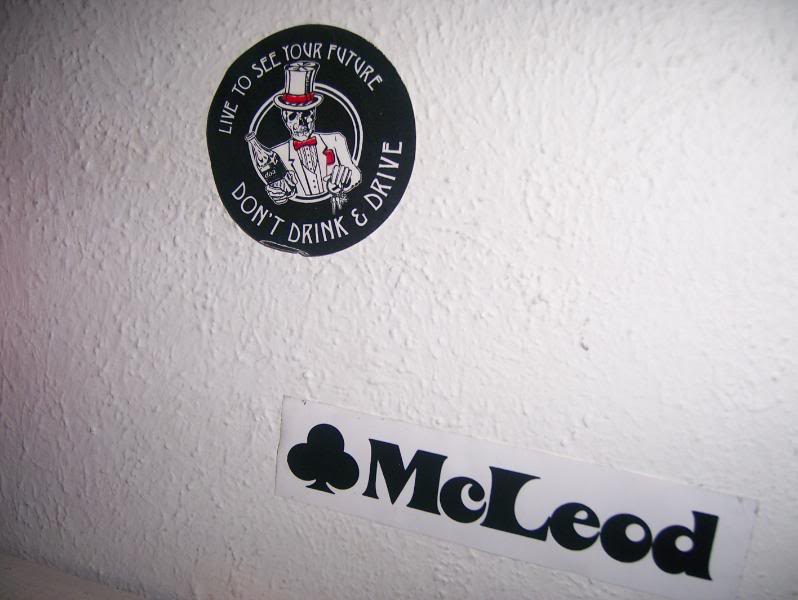 LIVE TO SEE YOUR FUTURE
DON'T DRINK & DRIVE
McLeod